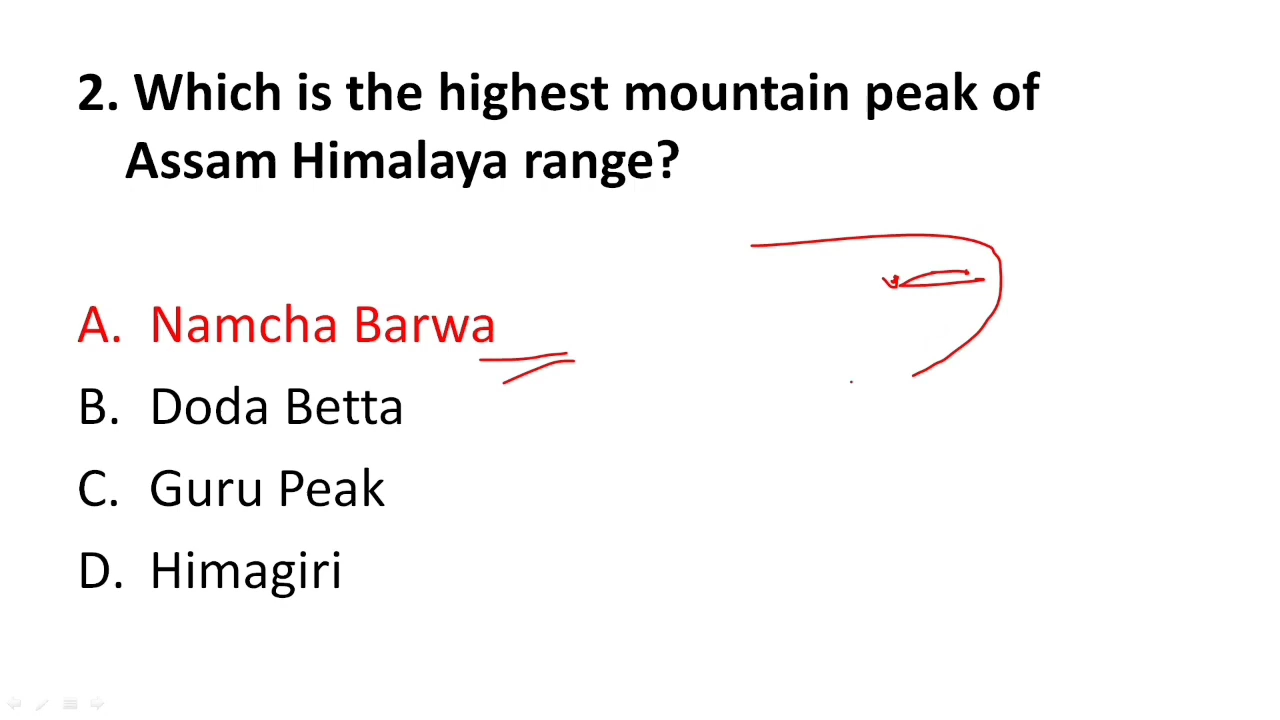 2. Which is the highest mountain peak of
Assam Himalaya range?
A. Namcha Barwa
B. Doda Betta
C. Guru Peak
D. Himagiri